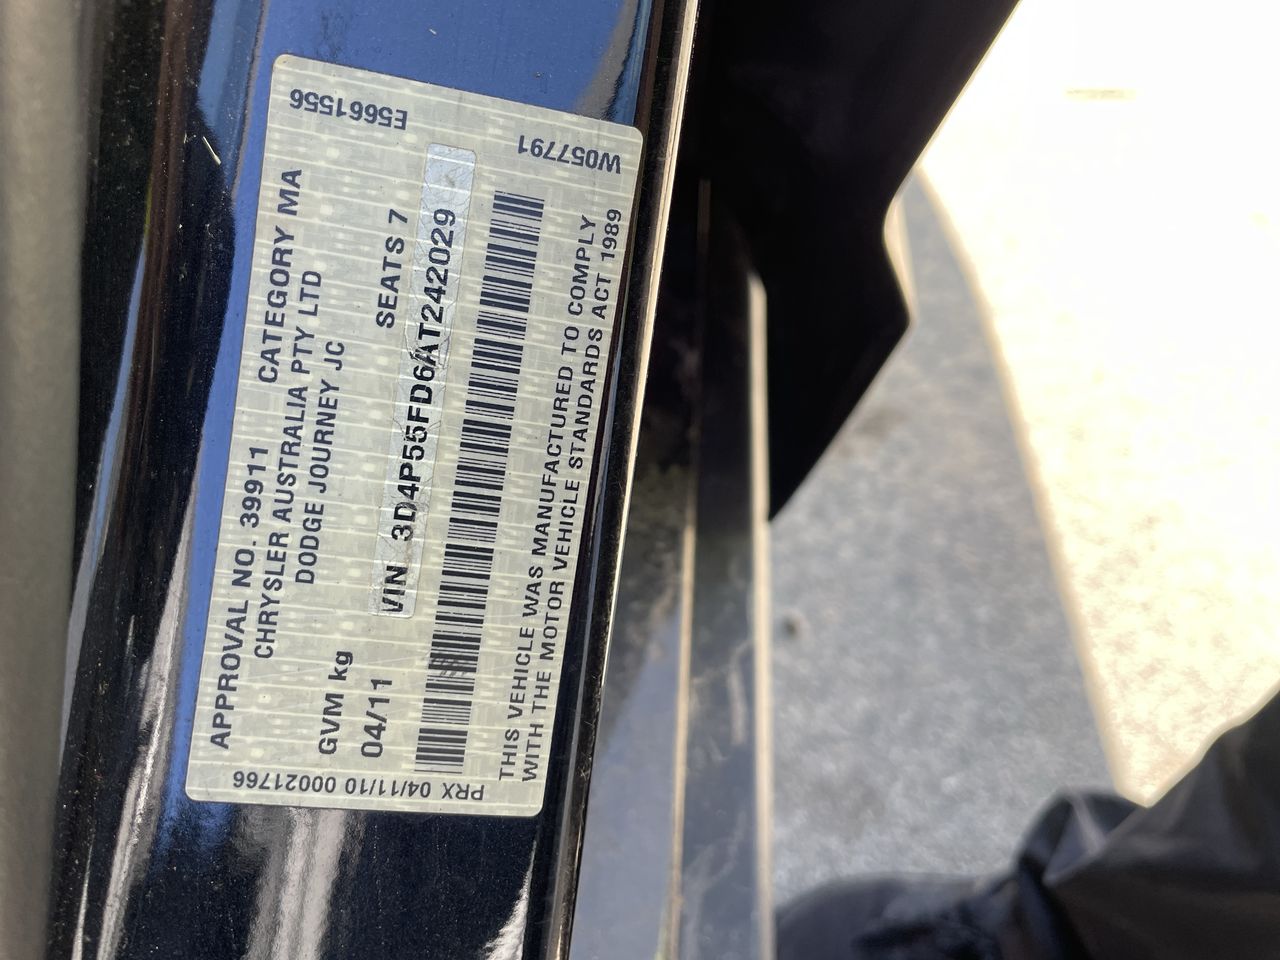 APPROVAL NO. 39911 CATEGORY MA
CHRYSLER AUSTRALIA PTY LTD
DODGE JOURNEY JC
GVM kg SEATS 7
04/11
VIN 3D4P55FD6AT242029
THIS VEHICLE WAS MANUFACTURED TO COMPLY
WITH THE MOTOR VEHICLE STANDARDS ACT 1989
PRX 04/11/10 00021766
E5661556
W057791